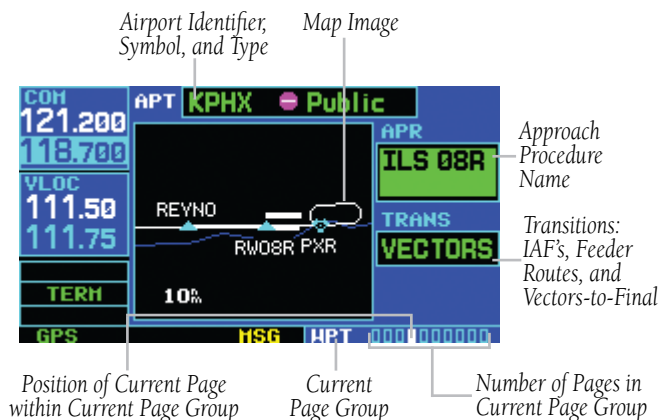 Airport Identifier,
Symbol, and Type
Map Image
COM
121.200
118.700
VLOC
111.50
111.75
TERM
GPS
APT KPHX Public
REYNO
RW08R PXR
10nm
MSG WPT
APR
ILS 08R
TRANS
VECTORS
Approach
Procedure
Name
Transitions:
IAF's, Feeder
Routes, and
Vectors-to-Final
Position of Current Page
within Current Page Group
Current
Page Group
Number of Pages in
Current Page Group